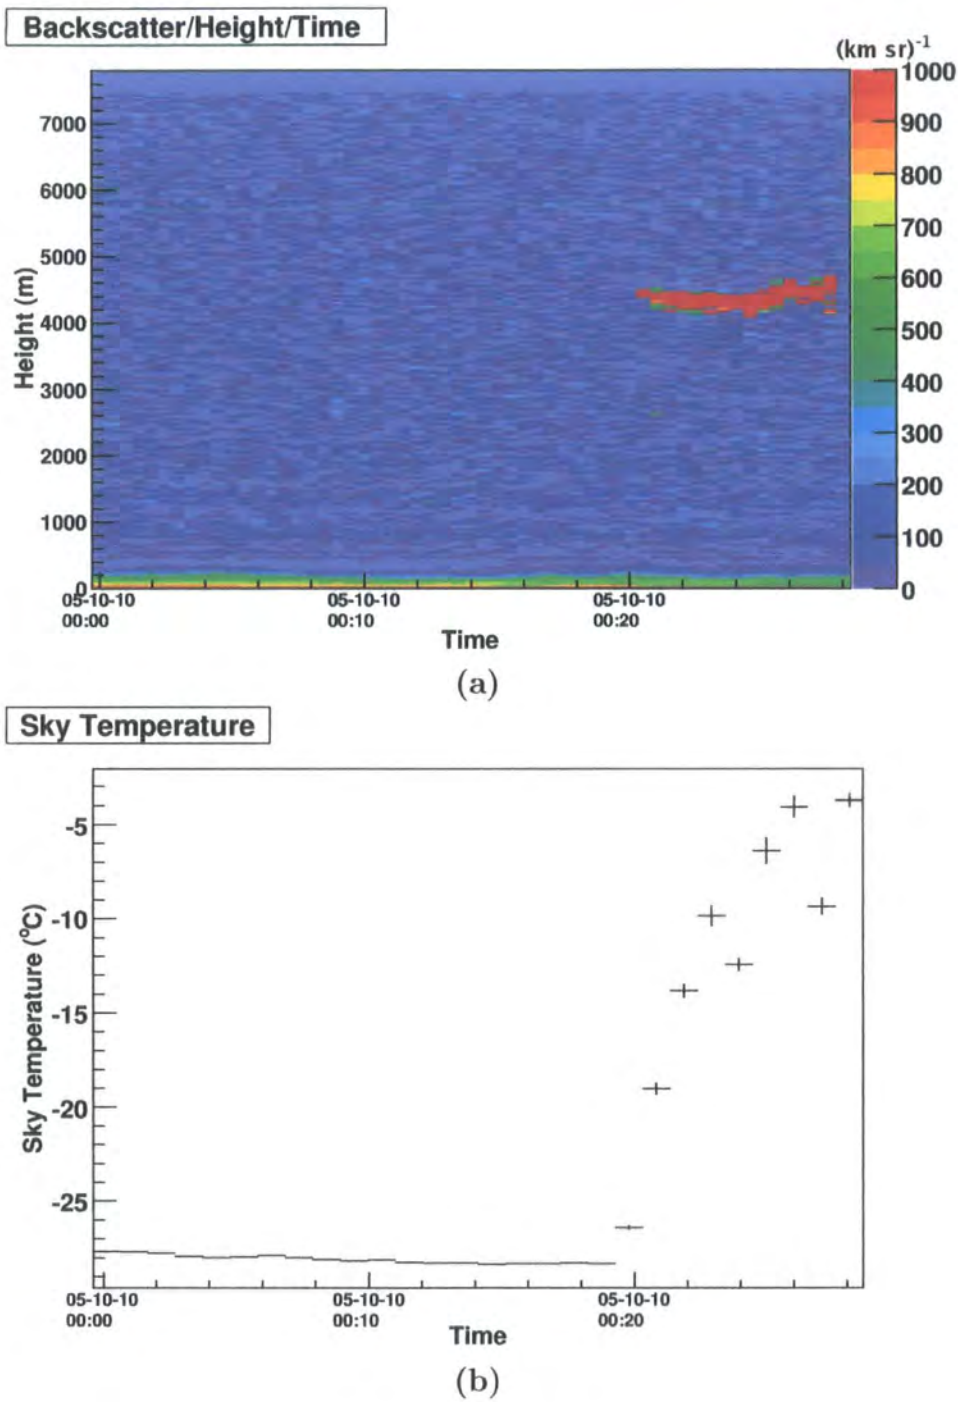 Backscatter/Height/Time
(km sr)-1
1000
900
800
700
600
500
400
300
200
100
0
Height (m)
7000
6000
5000
4000
3000
2000
1000
0
05-10-10 05-10-10 05-10-10
00:00 00:10 00:20
Time
(a)
Sky Temperature
Sky Temperature (°C)
-5
-10
-15
-20
-25
05-10-10 05-10-10 05-10-10
00:00 00:10 00:20
Time
(b)